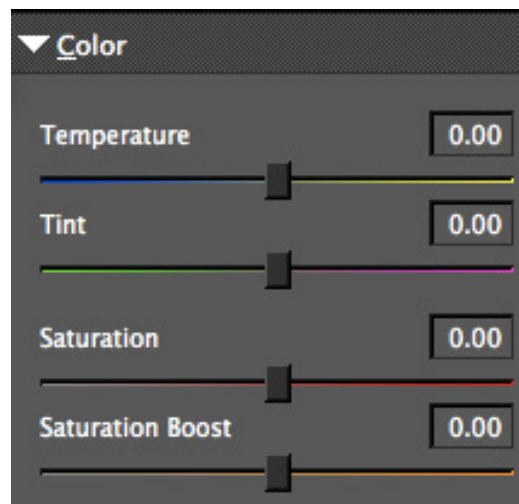 Color
Temperature 0.00
Tint 0.00
Saturation 0.00
Saturation Boost 0.00